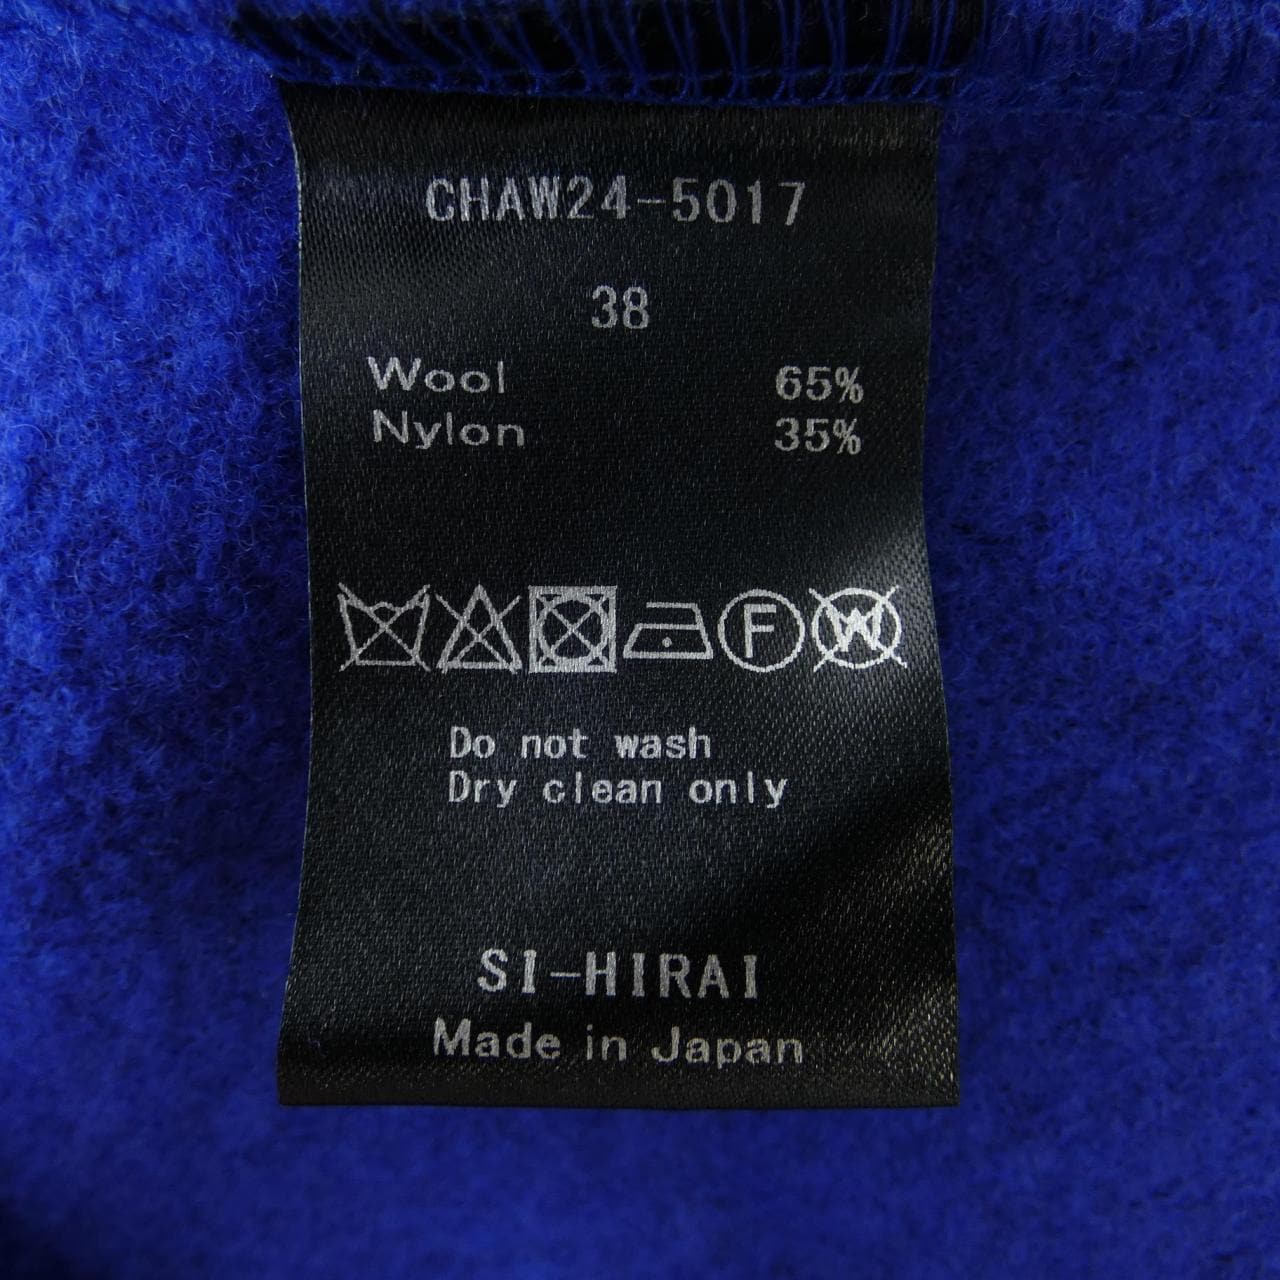 CHAW24-5017
38
Wool 65%
Nylon 35%
F W
Do not wash
Dry clean only
SI-HIRAI
Made in Japan